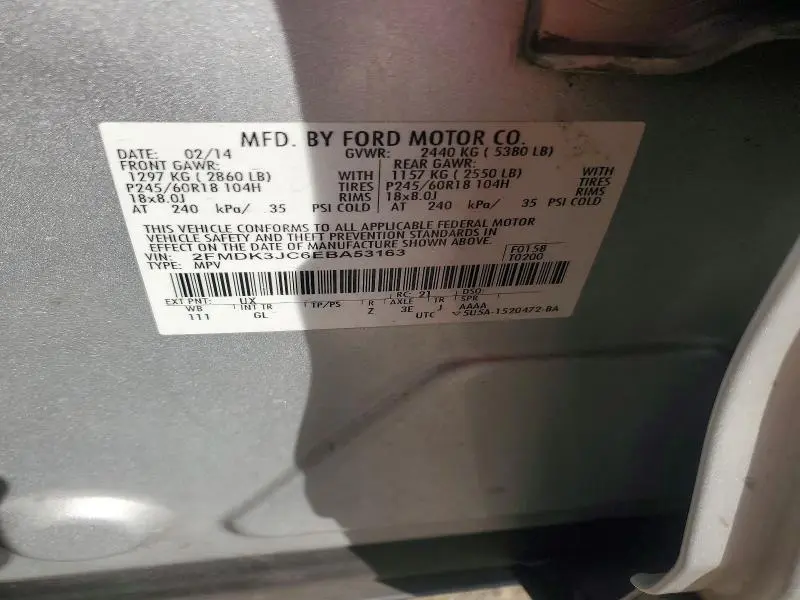 MFD. BY FORD MOTOR CO.
DATE: 02/14 GVWR: 2440 KG ( 5380 LB)
FRONT GAWR: REAR GAWR:
1297 KG ( 2860 LB) WITH 1157 KG ( 2550 LB) WITH
P245/60R18 104H TIRES P245/60R18 104H TIRES
18x8.0J RIMS 18x8.0J RIMS
AT 240 kPa/ 35 PSI COLD AT 240 kPa/ 35 PSI COLD
THIS VEHICLE CONFORMS TO ALL APPLICABLE FEDERAL MOTOR
VEHICLE SAFETY AND THEFT PREVENTION STANDARDS IN
EFFECT ON THE DATE OF MANUFACTURE SHOWN ABOVE.
VIN: 2FMDK3JC6EBA53163 F0158
TYPE: MPV T0200
RC: 21 DSO:
EXT PNT: UX
WB INT TR TP/PS R AXLE TR SPR
111 GL Z 3E J AAAA
UTC 5U5A-1520472-BA